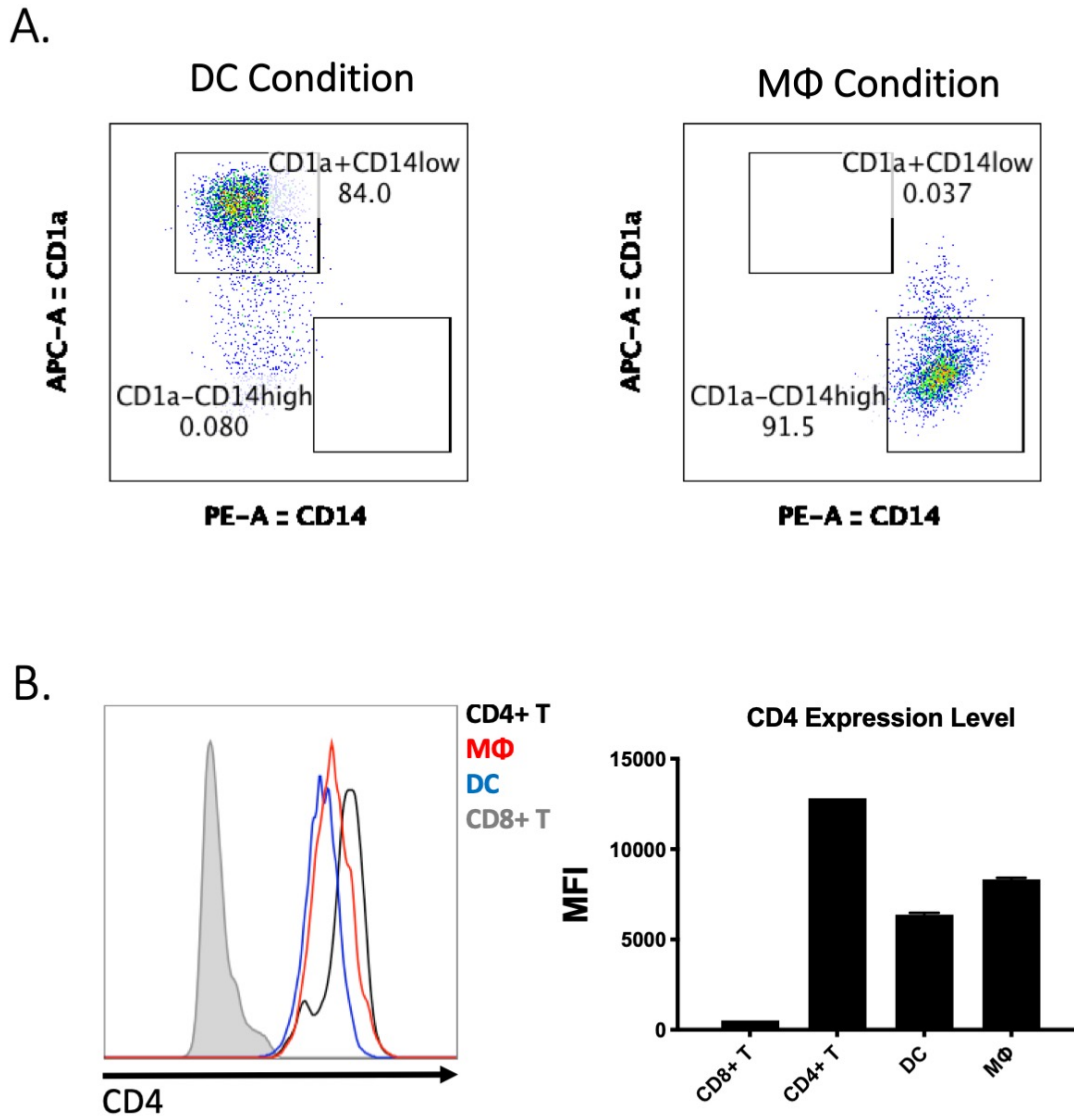 A.
DC Condition
CD1a+CD14low
84.0
CD1a-CD14high
0.080
APC-A :: CD1a
PE-A :: CD14
MΦ Condition
CD1a+CD14low
0.037
CD1a-CD14high
91.5
APC-A :: CD1a
PE-A :: CD14
B.
CD4+ T
MΦ
DC
CD8+ T
CD4
CD4 Expression Level
MFI
15000
10000
5000
0
CD8+ T
CD4+ T
DC
MΦ